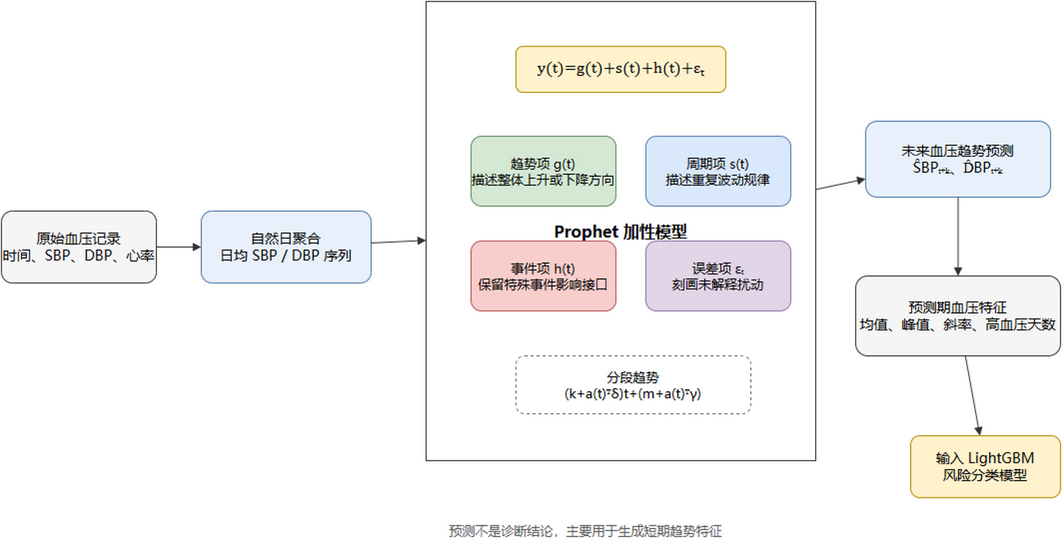 原始血压记录
时间、SBP、DBP、心率
自然日聚合
日均 SBP / DBP 序列
y(t)=g(t)+s(t)+h(t)+εₜ
趋势项 g(t)
描述整体上升或下降方向
周期项 s(t)
描述重复波动规律
Prophet 加性模型
事件项 h(t)
保留特殊事件影响接口
误差项 εₜ
刻画未解释扰动
分段趋势
(k+a(t)ᵀδ)t+(m+a(t)ᵀγ)
未来血压趋势预测
ŜBPₜ₊ₖ、D̂BPₜ₊ₖ
预测期血压特征
均值、峰值、斜率、高血压天数
输入 LightGBM
风险分类模型
预测不是诊断结论，主要用于生成短期趋势特征